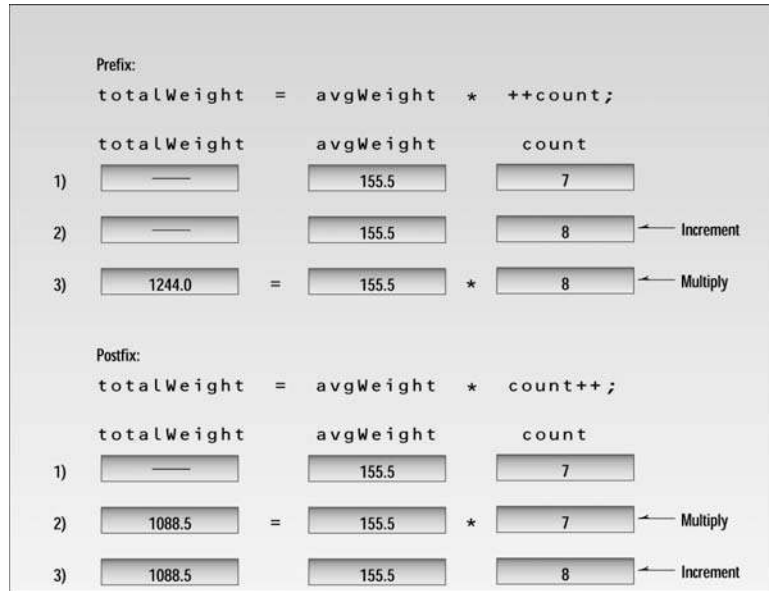 Prefix:
totalWeight = avgWeight * ++count;
totalWeight avgWeight count
1) —— 155.5 7
2) —— 155.5 8 Increment
3) 1244.0 = 155.5 * 8 Multiply
Postfix:
totalWeight = avgWeight * count++;
totalWeight avgWeight count
1) —— 155.5 7
2) 1088.5 = 155.5 * 7 Multiply
3) 1088.5 155.5 8 Increment